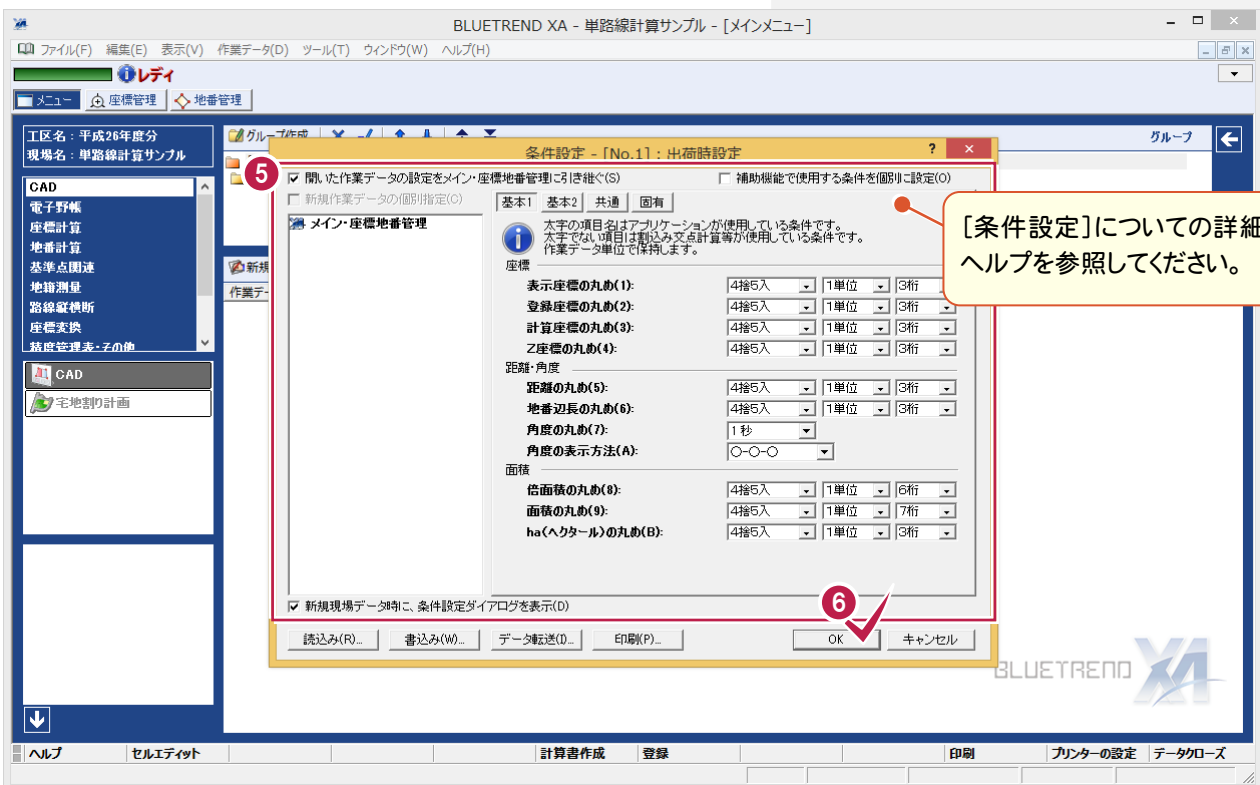 BLUETREND XA - 単路線計算サンプル - [メインメニュー]
ファイル(F) 編集(E) 表示(V) 作業データ(D) ツール(T) ウィンドウ(W) ヘルプ(H)
レディ
メニュー 座標管理 地番管理
工区名：平成26年度分
現場名：単路線計算サンプル
グループ作成
グループ
CAD
電子野帳
座標計算
地番計算
基準点関連
地籍測量
路線縦横断
座標変換
精度管理表・その他
CAD
宅地割り計画
新規
作業デー
条件設定 - [No.1]：出荷時設定
5
開いた作業データの設定をメイン・座標地番管理に引き継ぐ(S)
補助機能で使用する条件を個別に設定(O)
新規作業データの個別指定(C)
基本1 基本2 共通 固有
メイン・座標地番管理
太字の項目名はアプリケーションが使用している条件です。
太字でない項目は割込み交点計算等が使用している条件です。
作業データ単位で保持します。
座標
表示座標の丸め(1): 4捨5入 1単位 3桁
登録座標の丸め(2): 4捨5入 1単位 3桁
計算座標の丸め(3): 4捨5入 1単位 3桁
Z座標の丸め(4): 4捨5入 1単位 3桁
距離・角度
距離の丸め(5): 4捨5入 1単位 3桁
地番辺長の丸め(6): 4捨5入 1単位 3桁
角度の丸め(7): 1秒
角度の表示方法(A): ○-○-○
面積
倍面積の丸め(8): 4捨5入 1単位 6桁
面積の丸め(9): 4捨5入 1単位 7桁
ha(ヘクタール)の丸め(B): 4捨5入 1単位 3桁
[条件設定]についての詳細
ヘルプを参照してください。
新規現場データ時に、条件設定ダイアログを表示(D)
6
読込み(R)... 書込み(W)... データ転送(I)... 印刷(P)... OK キャンセル
BLUETREND XA
ヘルプ セルエディット 計算書作成 登録 印刷 プリンターの設定 データクローズ